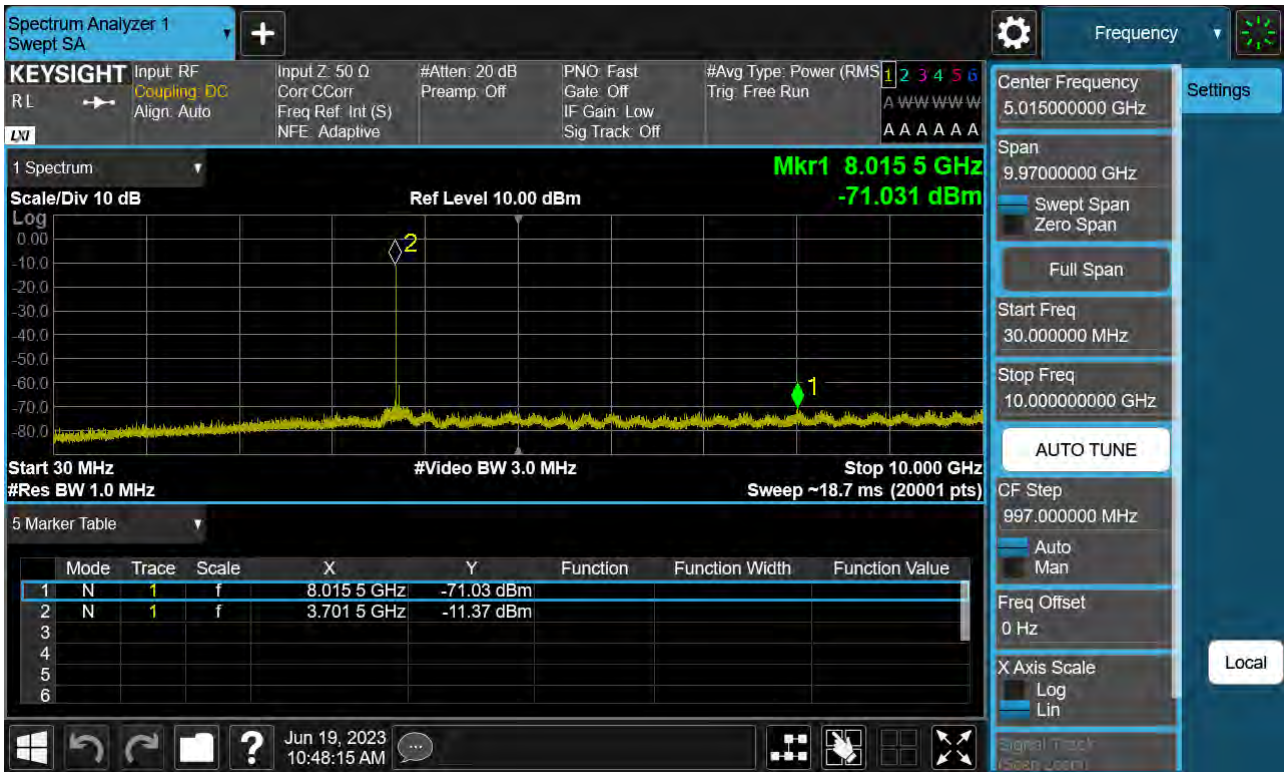 Spectrum Analyzer 1
Swept SA
Frequency
KEYSIGHT
RL
LXI
Input: RF
Coupling: DC
Align: Auto
Input Z: 50 Ω
Corr CCorr
Freq Ref: Int (S)
NFE: Adaptive
#Atten: 20 dB
Preamp: Off
PNO: Fast
Gate: Off
IF Gain: Low
Sig Track: Off
#Avg Type: Power (RMS
Trig: Free Run
1 2 3 4 5 6
A W W W W W
A A A A A A
1 Spectrum
Mkr1 8.015 5 GHz
Scale/Div 10 dB
Ref Level 10.00 dBm
-71.031 dBm
Log
0.00
-10.0
-20.0
-30.0
-40.0
-50.0
-60.0
-70.0
-80.0
2
1
Start 30 MHz
#Video BW 3.0 MHz
Stop 10.000 GHz
#Res BW 1.0 MHz
Sweep ~18.7 ms (20001 pts)
5 Marker Table
Mode Trace Scale X Y Function Function Width Function Value
1 N 1 f 8.015 5 GHz -71.03 dBm
2 N 1 f 3.701 5 GHz -11.37 dBm
3
4
5
6
Jun 19, 2023
10:48:15 AM
Center Frequency
5.015000000 GHz
Settings
Span
9.97000000 GHz
Swept Span
Zero Span
Full Span
Start Freq
30.000000 MHz
Stop Freq
10.000000000 GHz
AUTO TUNE
CF Step
997.000000 MHz
Auto
Man
Freq Offset
0 Hz
X Axis Scale
Log
Lin
Local
Signal Track
(Span Zoom)